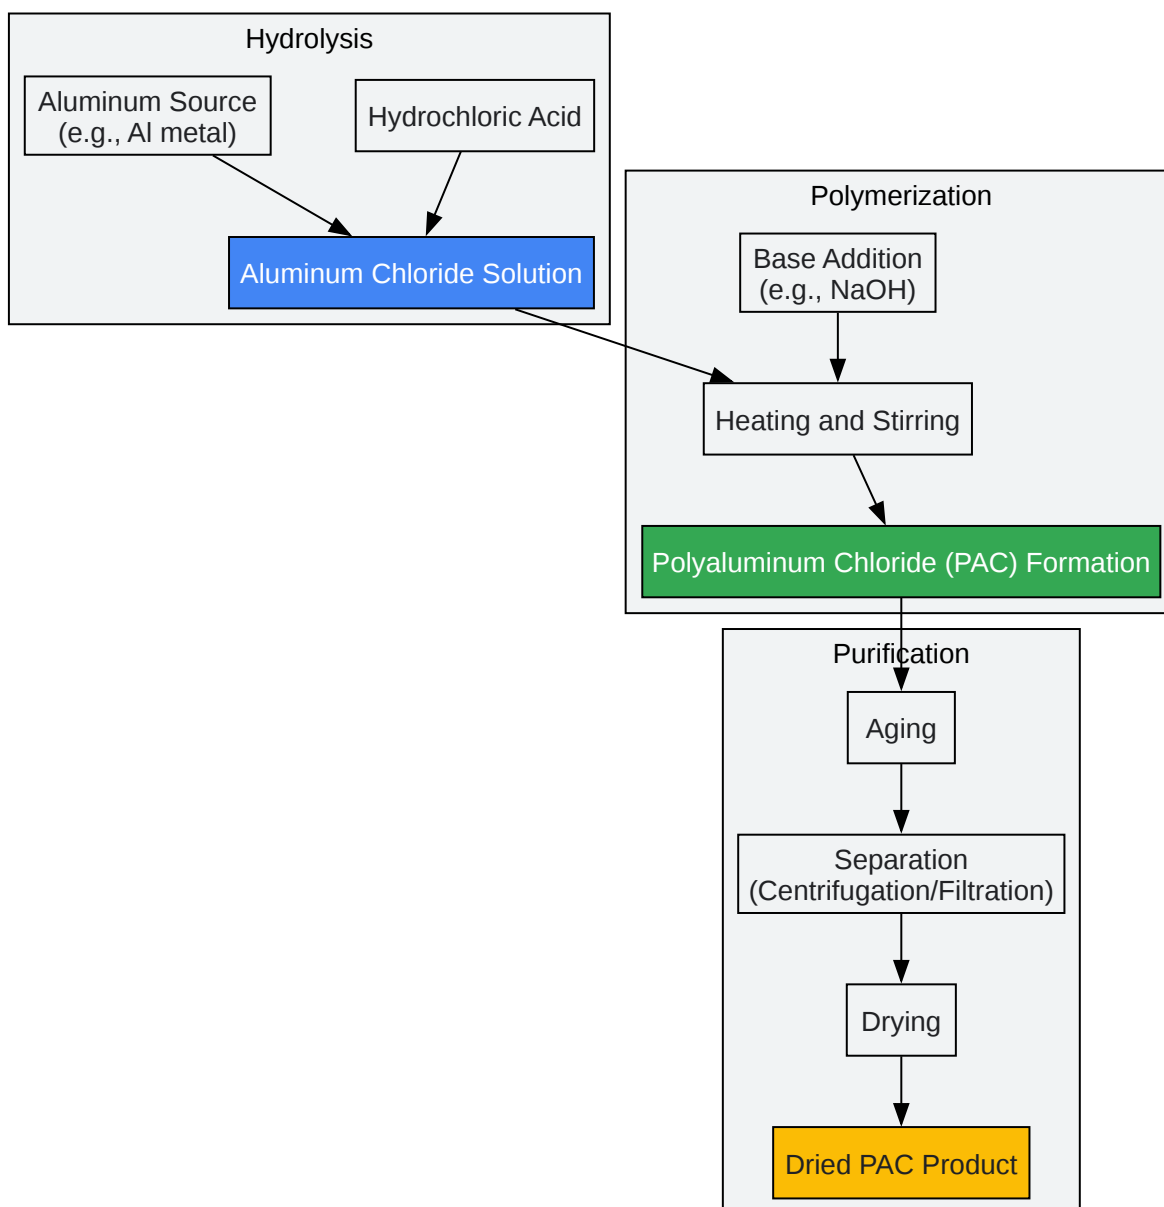 Hydrolysis
Aluminum Source
(e.g., Al metal)
Hydrochloric Acid
Aluminum Chloride Solution
Polymerization
Base Addition
(e.g., NaOH)
Heating and Stirring
Polyaluminum Chloride (PAC) Formation
Purification
Aging
Separation
(Centrifugation/Filtration)
Drying
Dried PAC Product